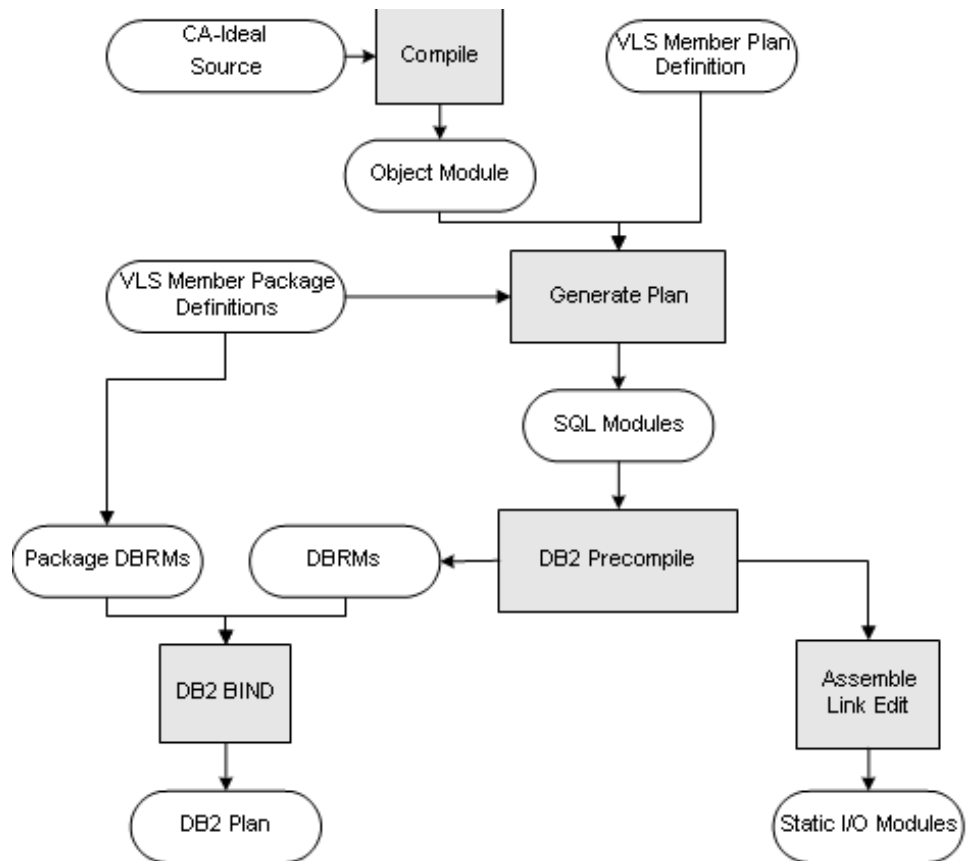 CA-Ideal
Source
Compile
VLS Member Plan
Definition
Object Module
VLS Member Package
Definitions
Generate Plan
SQL Modules
Package DBRMs
DBRMs
DB2 Precompile
DB2 BIND
Assemble
Link Edit
DB2 Plan
Static I/O Modules